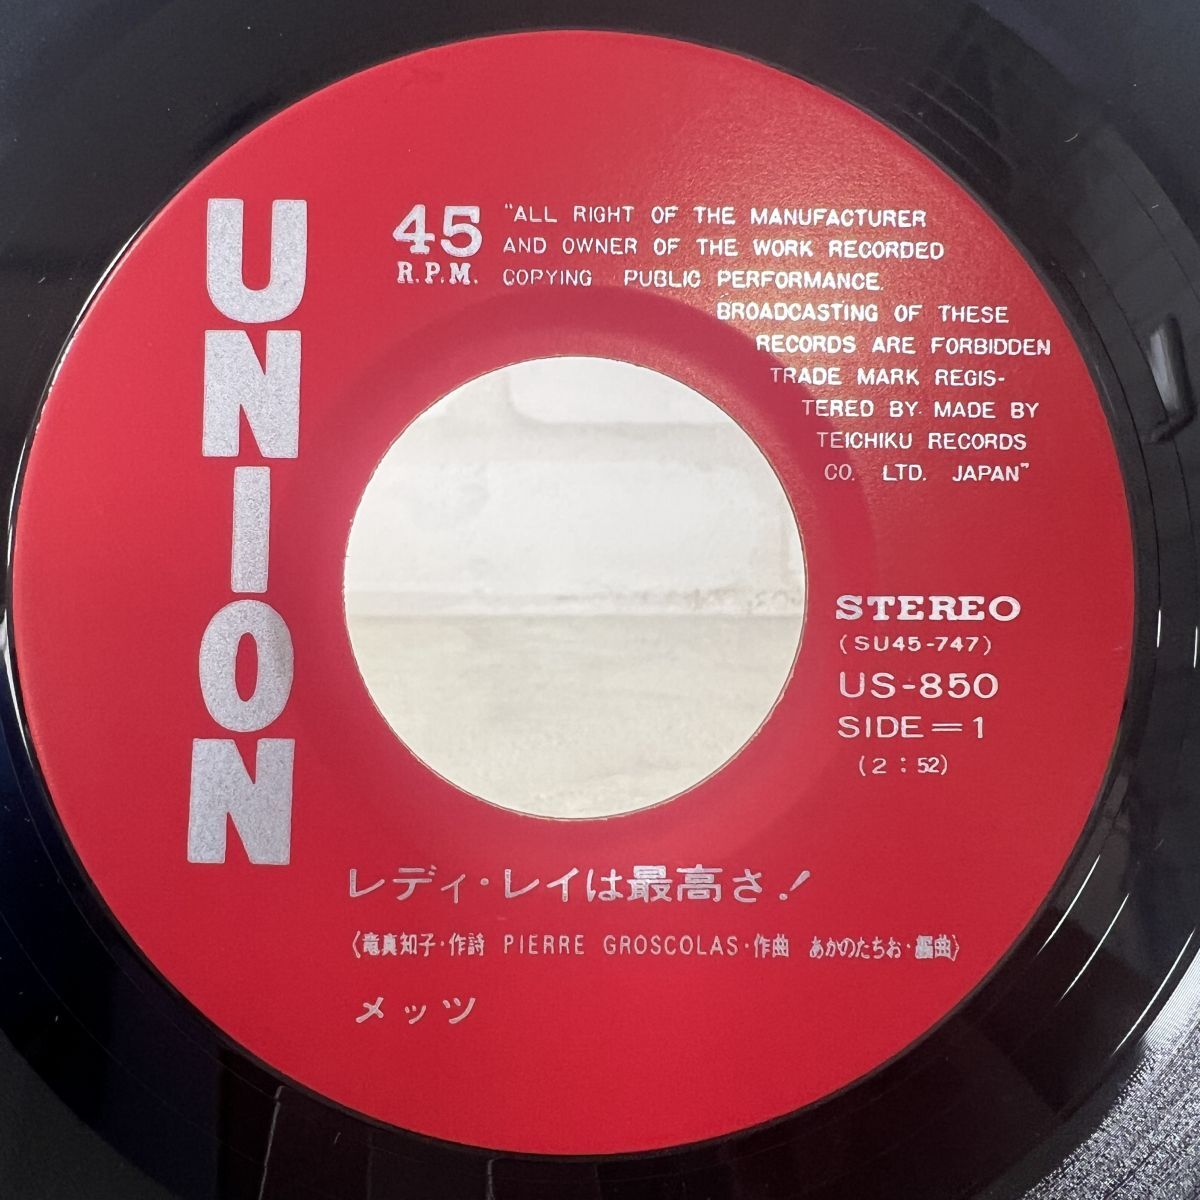 UNION
45
R.P.M.
"ALL RIGHT OF THE MANUFACTURER
AND OWNER OF THE WORK RECORDED
COPYING PUBLIC PERFORMANCE.
BROADCASTING OF THESE
RECORDS ARE FORBIDDEN
TRADE MARK REGIS-
TERED BY MADE BY
TEICHIKU RECORDS
CO. LTD. JAPAN"
STEREO
(SU45-747)
US-850
SIDE=1
(2:52)
レディ・レイは最高さ!
(竜真知子・作詩 PIERRE GROSCOLAS・作曲 あかのたちお・編曲)
メッツ